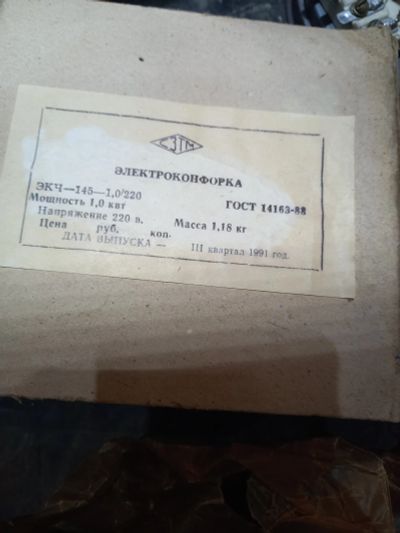 СЗТМ
ЭЛЕКТРОКОНФОРКА
ЭКЧ—145—1,0/220
Мощность 1,0 квт ГОСТ 14163-88
Напряжение 220 в. Масса 1,18 кг
Цена руб. коп.
ДАТА ВЫПУСКА — III квартал 1991 год.